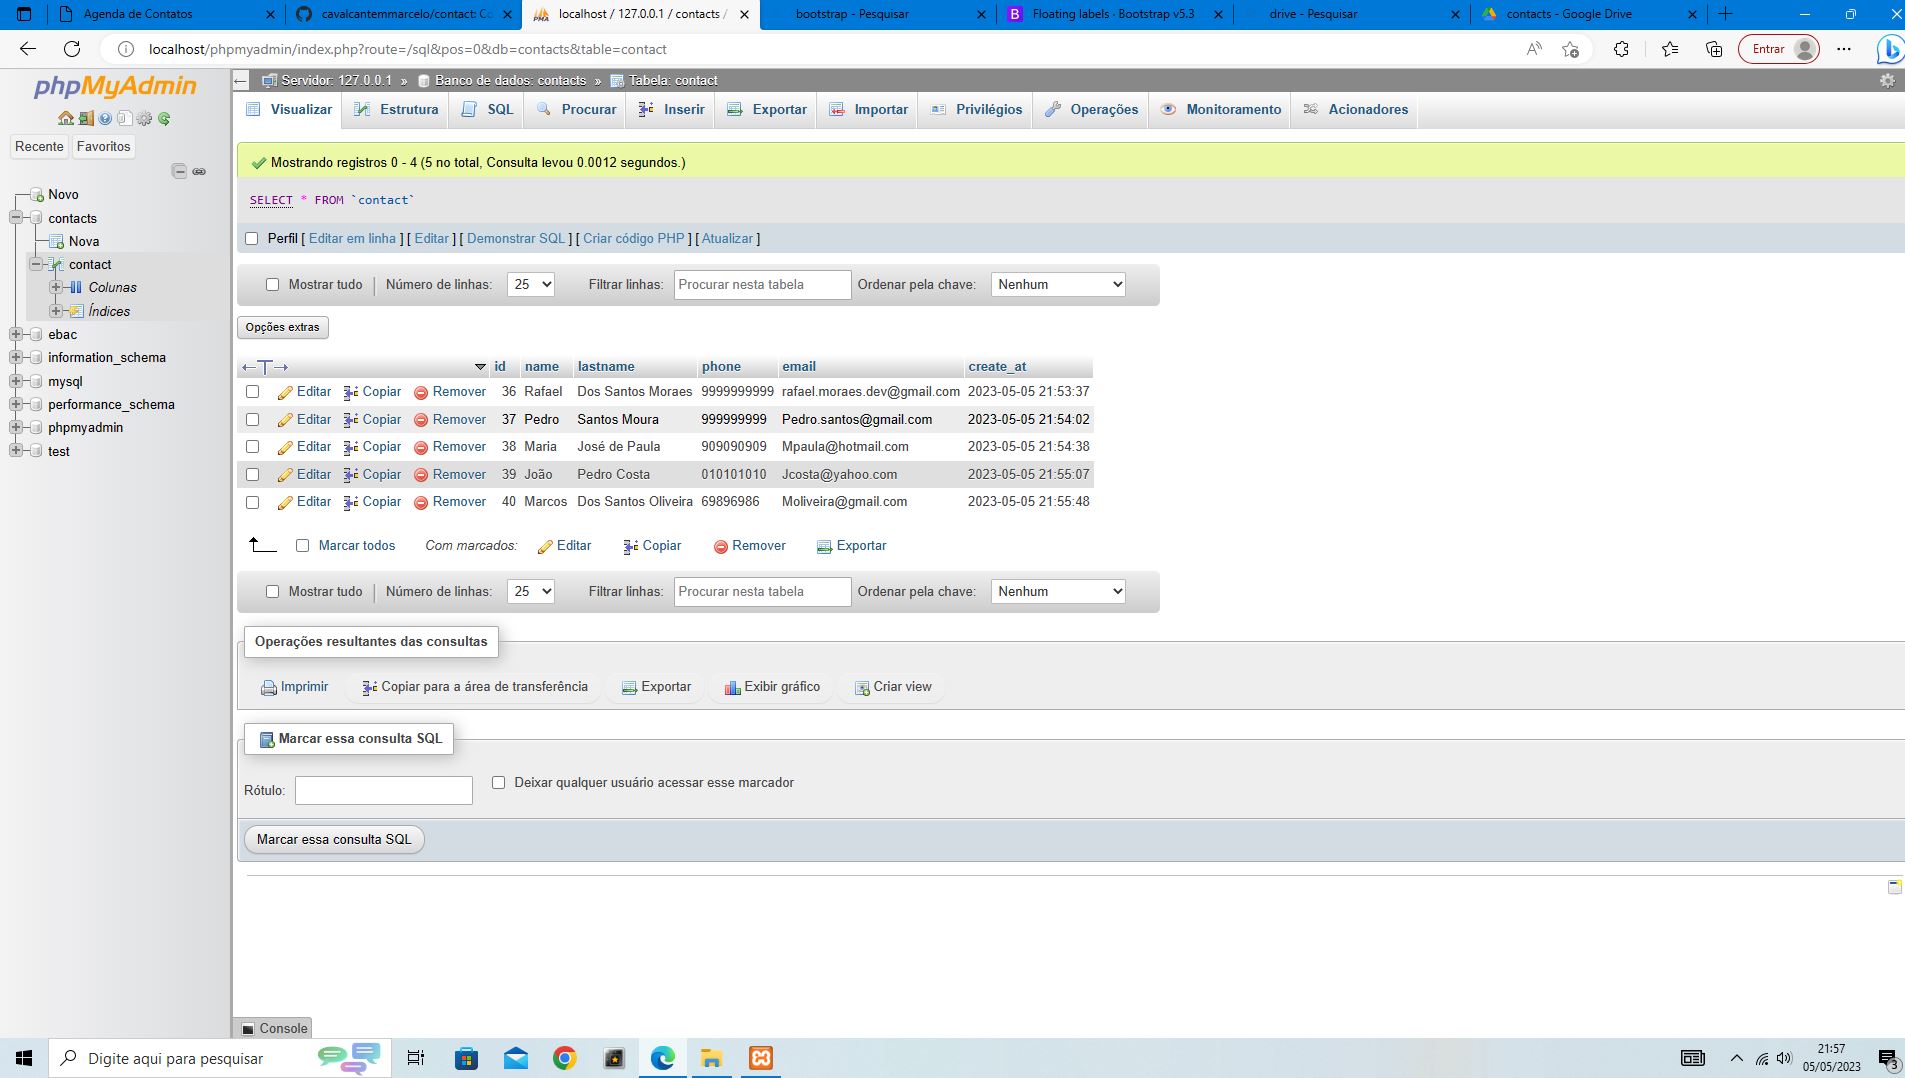 Agenda de Contatos
cavalcantemmarcelo/contact: Co
PMA localhost / 127.0.0.1 / contacts /
bootstrap - Pesquisar
B Floating labels · Bootstrap v5.3
drive - Pesquisar
contacts - Google Drive
localhost/phpmyadmin/index.php?route=/sql&pos=0&db=contacts&table=contact
Entrar
phpMyAdmin
Recente Favoritos
Novo
contacts
Nova
contact
Colunas
Índices
ebac
information_schema
mysql
performance_schema
phpmyadmin
test
Servidor: 127.0.0.1 » Banco de dados: contacts » Tabela: contact
Visualizar Estrutura SQL Procurar Inserir Exportar Importar Privilégios Operações Monitoramento Acionadores
Mostrando registros 0 - 4 (5 no total, Consulta levou 0.0012 segundos.)
SELECT * FROM `contact`
Perfil [ Editar em linha ] [ Editar ] [ Demonstrar SQL ] [ Criar código PHP ] [ Atualizar ]
Mostrar tudo | Número de linhas: 25 Filtrar linhas: Procurar nesta tabela Ordenar pela chave: Nenhum
Opções extras
←T→ id name lastname phone email create_at
Editar Copiar Remover 36 Rafael Dos Santos Moraes 9999999999 rafael.moraes.dev@gmail.com 2023-05-05 21:53:37
Editar Copiar Remover 37 Pedro Santos Moura 999999999 Pedro.santos@gmail.com 2023-05-05 21:54:02
Editar Copiar Remover 38 Maria José de Paula 909090909 Mpaula@hotmail.com 2023-05-05 21:54:38
Editar Copiar Remover 39 João Pedro Costa 010101010 Jcosta@yahoo.com 2023-05-05 21:55:07
Editar Copiar Remover 40 Marcos Dos Santos Oliveira 69896986 Moliveira@gmail.com 2023-05-05 21:55:48
Marcar todos Com marcados: Editar Copiar Remover Exportar
Mostrar tudo | Número de linhas: 25 Filtrar linhas: Procurar nesta tabela Ordenar pela chave: Nenhum
Operações resultantes das consultas
Imprimir Copiar para a área de transferência Exportar Exibir gráfico Criar view
Marcar essa consulta SQL
Rótulo: Deixar qualquer usuário acessar esse marcador
Marcar essa consulta SQL
Console
Digite aqui para pesquisar
21:57
05/05/2023
3